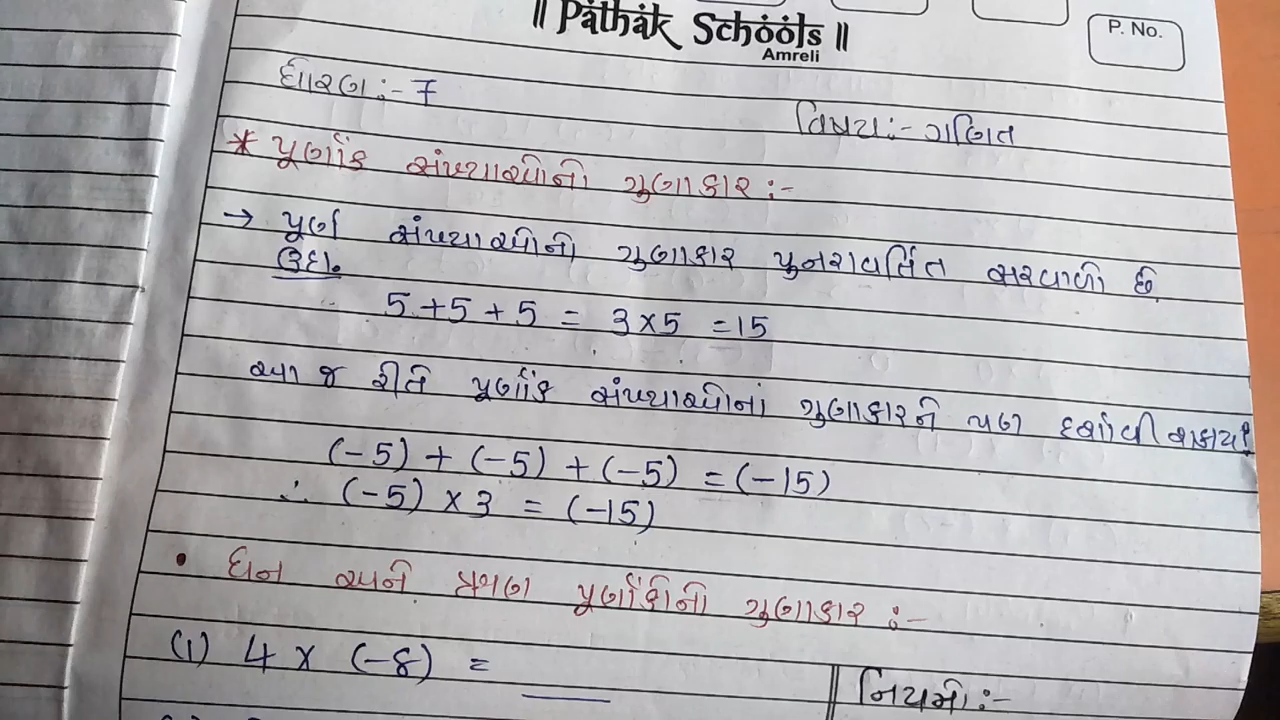 || Pathak Schools ||
Amreli
P. No.
ધોરણ :- 7
વિષય :- ગણિત
* પૂર્ણાંક સંખ્યાઓનો ગુણાકાર :-
→ પૂર્ણ સંખ્યાઓનો ગુણાકાર પુનરાવર્તિત સરવાળો છે
ઉદા.
5 + 5 + 5 = 3 × 5 = 15
આ જ રીતે પૂર્ણાંક સંખ્યાઓનાં ગુણાકારને પણ દર્શાવી શકાય?
(-5) + (-5) + (-5) = (-15)
∴ (-5) × 3 = (-15)
• ધન અને ઋણ પૂર્ણાંકોનો ગુણાકાર :-
(1) 4 × (-8) = ____
નિયમો :-